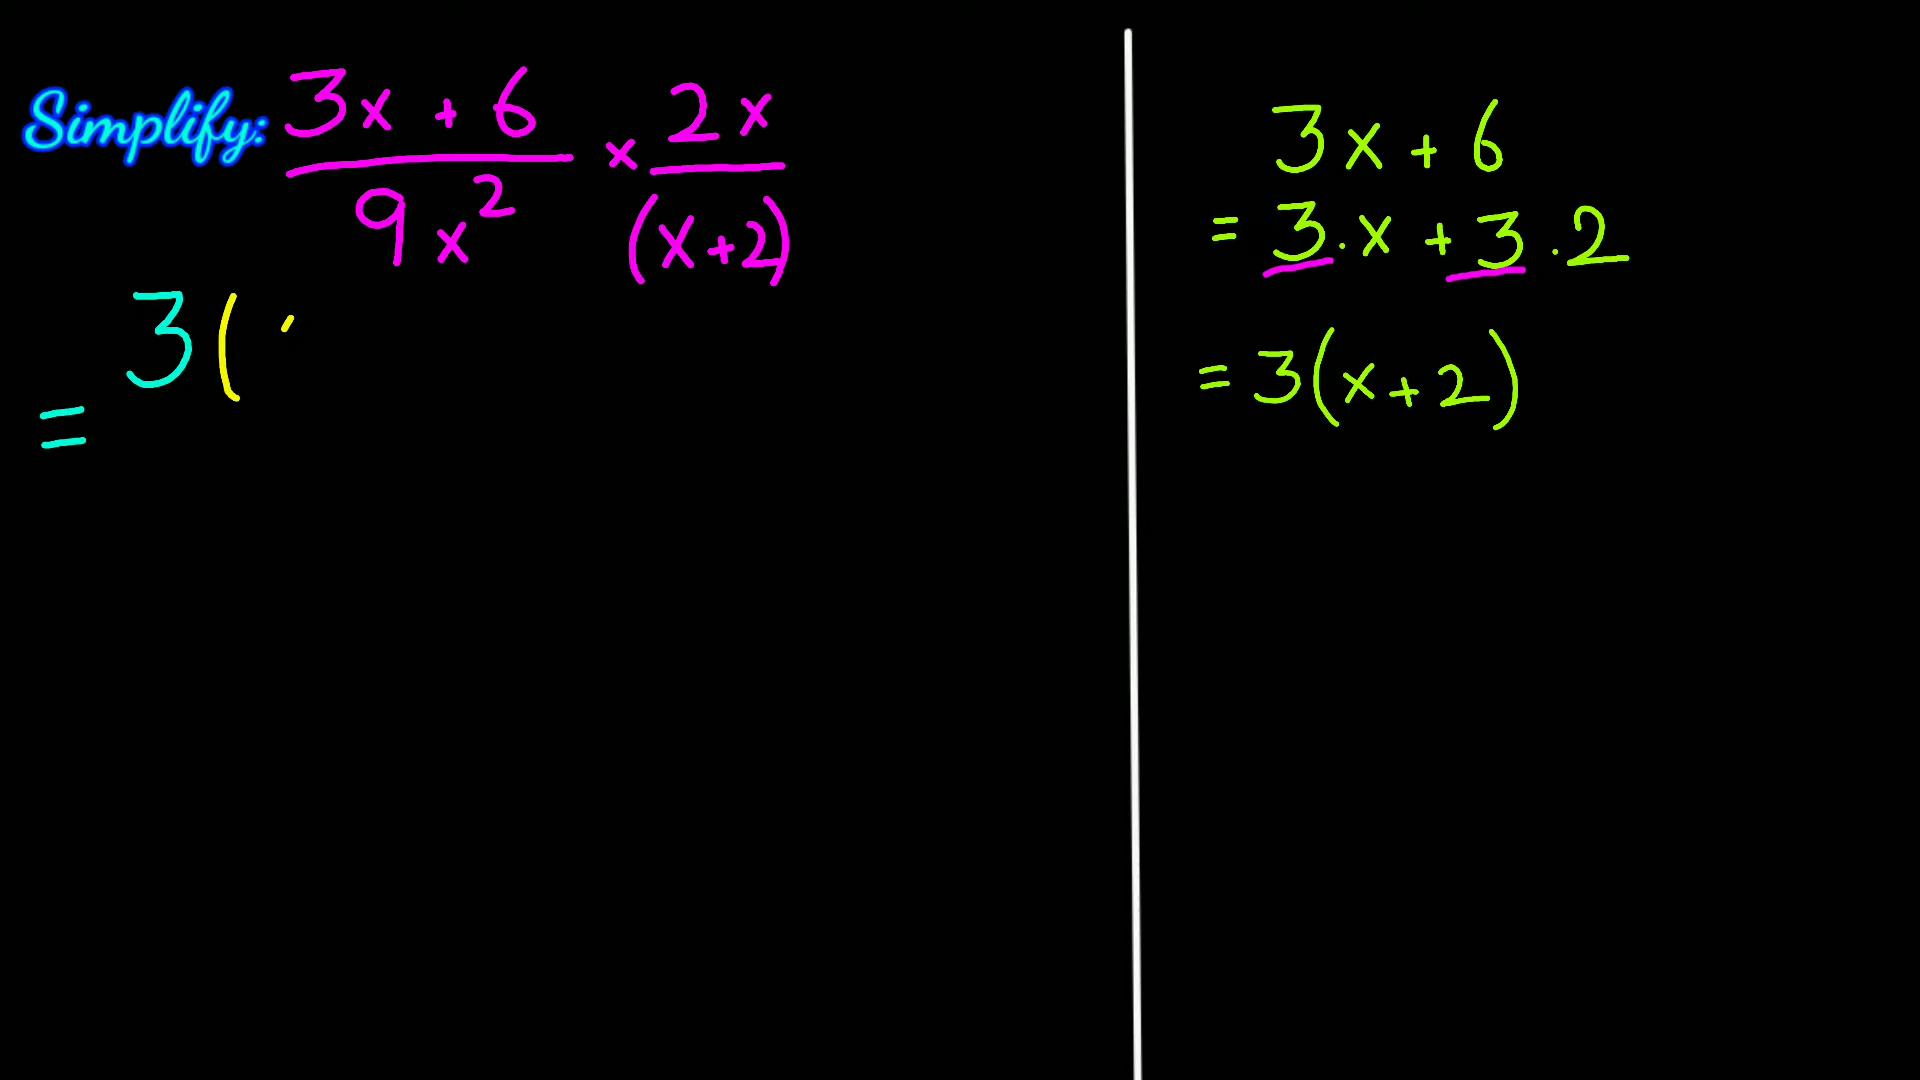 Simplify: (3x + 6)/(9x²) × (2x)/((x+2))
= 3(
3x + 6
= 3·x + 3·2
= 3(x+2)